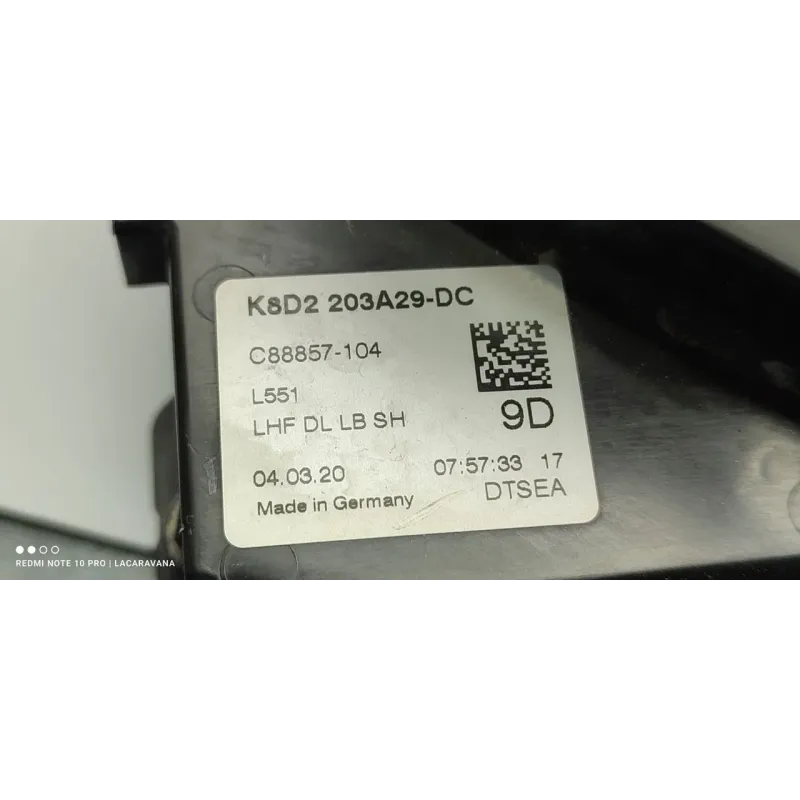 K8D2 203A29-DC
C88857-104
L551
LHF DL LB SH
9D
04.03.20 07:57:33 17
Made in Germany DTSEA
REDMI NOTE 10 PRO | LACARAVANA